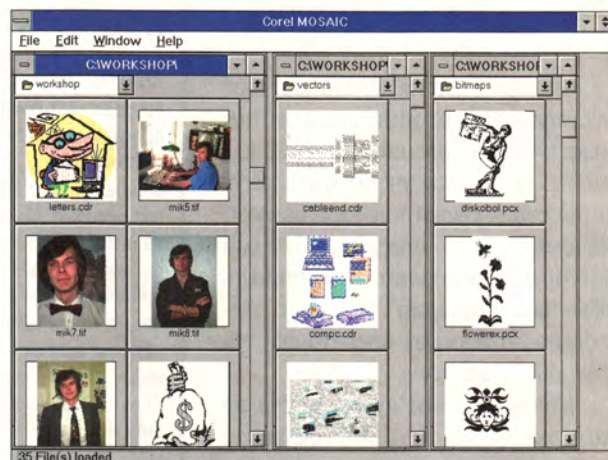 Corel MOSAIC
File Edit Window Help
C:\WORKSHOP\
workshop
letters.cdr
mik5.tif
mik7.tif
mik8.tif
$
C:\WORKSHOP\
vectors
cableend.cdr
compc.cdr
C:\WORKSHOP\
bitmaps
diskobol.pcx
flowerex.pcx
35 File(s) loaded